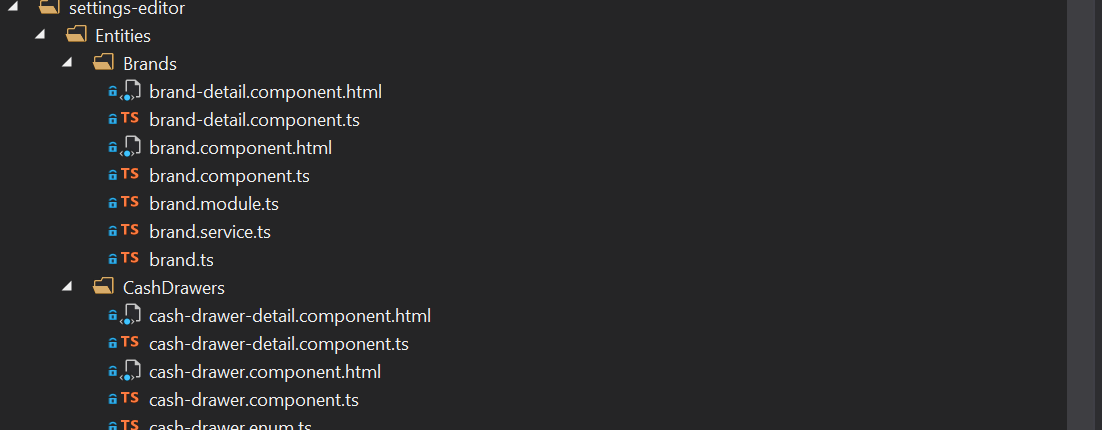 settings-editor
Entities
Brands
brand-detail.component.html
TS brand-detail.component.ts
brand.component.html
TS brand.component.ts
TS brand.module.ts
TS brand.service.ts
TS brand.ts
CashDrawers
cash-drawer-detail.component.html
TS cash-drawer-detail.component.ts
cash-drawer.component.html
TS cash-drawer.component.ts
TS cash-drawer.enum.ts